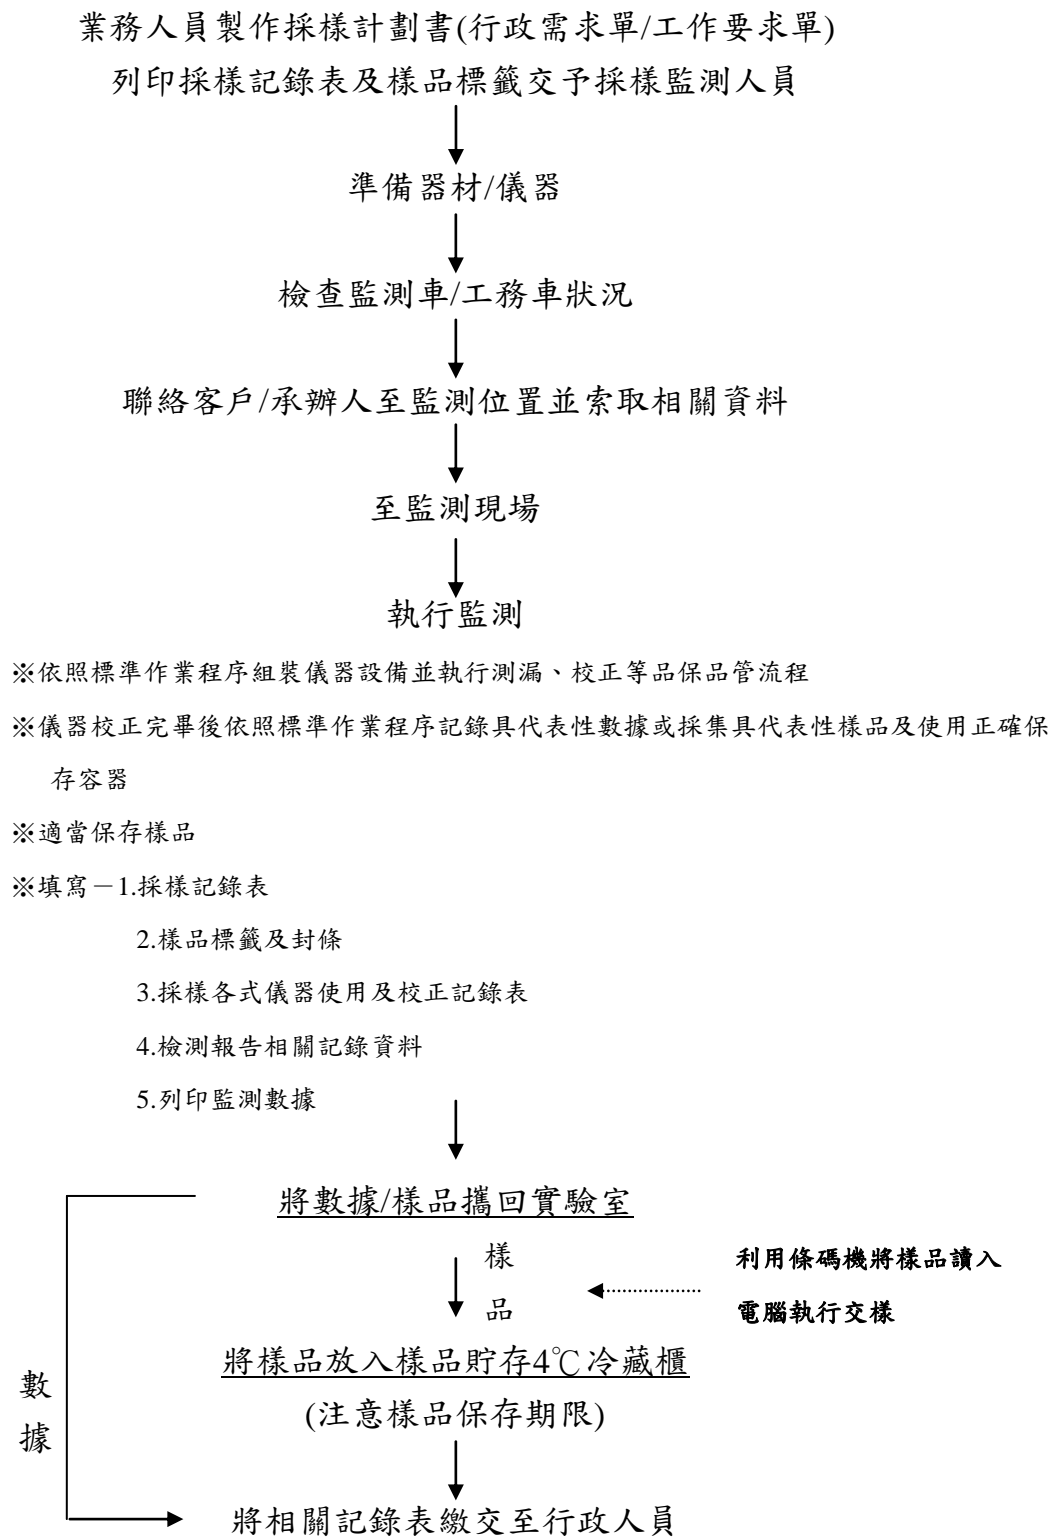 業務人員製作採樣計劃書(行政需求單/工作要求單)
列印採樣記錄表及樣品標籤交予採樣監測人員
準備器材/儀器
檢查監測車/工務車狀況
聯絡客戶/承辦人至監測位置並索取相關資料
至監測現場
執行監測
※依照標準作業程序組裝儀器設備並執行測漏、校正等品保品管流程
※儀器校正完畢後依照標準作業程序記錄具代表性數據或採集具代表性樣品及使用正確保
存容器
※適當保存樣品
※填寫－1.採樣記錄表
2.樣品標籤及封條
3.採樣各式儀器使用及校正記錄表
4.檢測報告相關記錄資料
5.列印監測數據
將數據/樣品攜回實驗室
樣
品
利用條碼機將樣品讀入
電腦執行交樣
將樣品放入樣品貯存4℃冷藏櫃
(注意樣品保存期限)
數
據
將相關記錄表繳交至行政人員